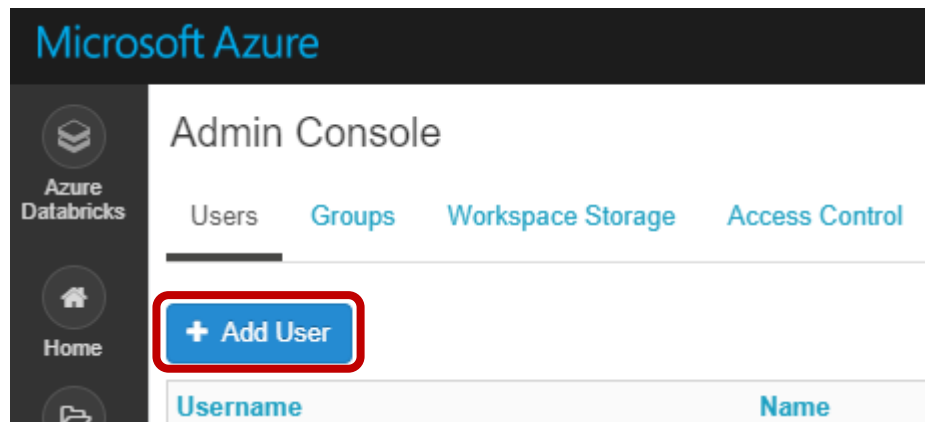 Microsoft Azure
Admin Console
Azure
Databricks
Users Groups Workspace Storage Access Control
Home
+ Add User
Username Name